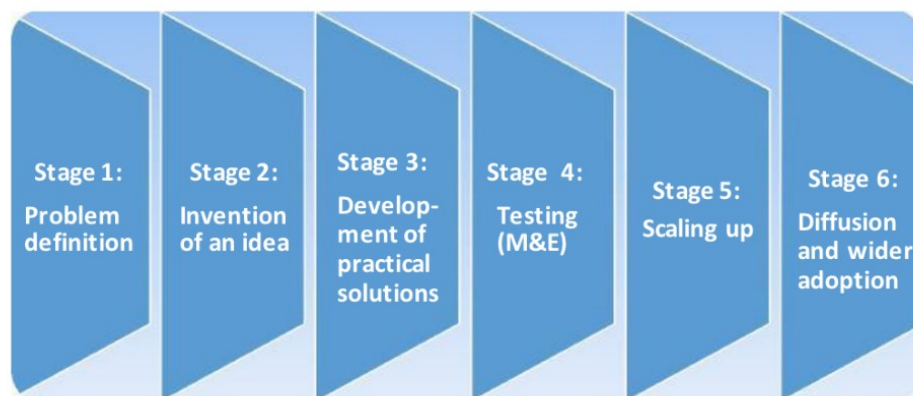 Stage 1:
Problem
definition
Stage 2:
Invention
of an idea
Stage 3:
Develop-
ment of
practical
solutions
Stage 4:
Testing
(M&E)
Stage 5:
Scaling up
Stage 6:
Diffusion
and wider
adoption